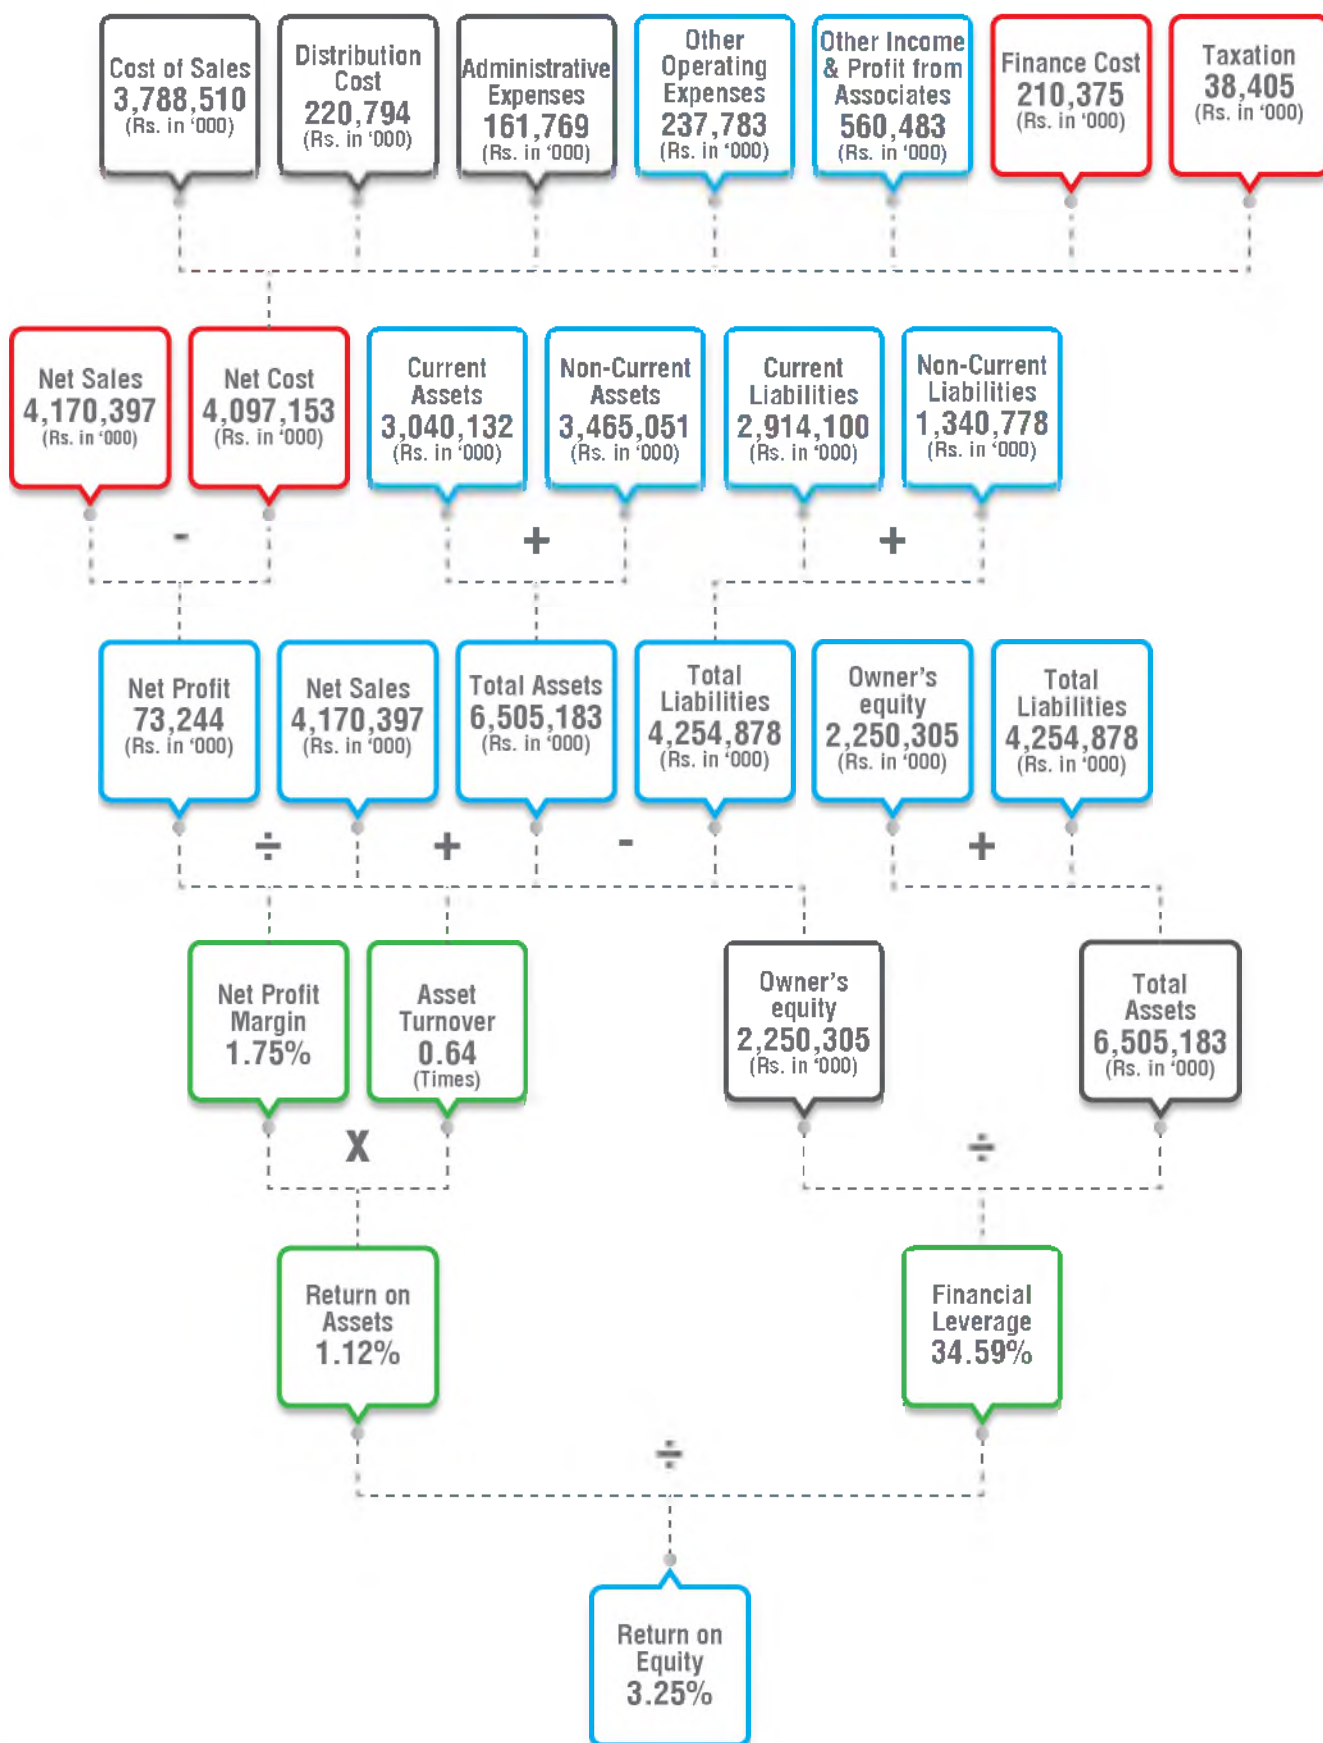 Cost of Sales
3,788,510
(Rs. in ‘000)
Distribution
Cost
220,794
(Rs. in ‘000)
Administrative
Expenses
161,769
(Rs. in ‘000)
Other
Operating
Expenses
237,783
(Rs. in ‘000)
Other Income
& Profit from
Associates
560,483
(Rs. in ‘000)
Finance Cost
210,375
(Rs. in ‘000)
Taxation
38,405
(Rs. in ‘000)
Net Sales
4,170,397
(Rs. in ‘000)
-
Net Cost
4,097,153
(Rs. in ‘000)
Current
Assets
3,040,132
(Rs. in ‘000)
+
Non-Current
Assets
3,465,051
(Rs. in ‘000)
Current
Liabilities
2,914,100
(Rs. in ‘000)
+
Non-Current
Liabilities
1,340,778
(Rs. in ‘000)
Net Profit
73,244
(Rs. in ‘000)
÷
Net Sales
4,170,397
(Rs. in ‘000)
+
Total Assets
6,505,183
(Rs. in ‘000)
-
Total
Liabilities
4,254,878
(Rs. in ‘000)
Owner’s
equity
2,250,305
(Rs. in ‘000)
+
Total
Liabilities
4,254,878
(Rs. in ‘000)
Net Profit
Margin
1.75%
X
Asset
Turnover
0.64
(Times)
Owner’s
equity
2,250,305
(Rs. in ‘000)
÷
Total
Assets
6,505,183
(Rs. in ‘000)
Return on
Assets
1.12%
÷
Financial
Leverage
34.59%
Return on
Equity
3.25%